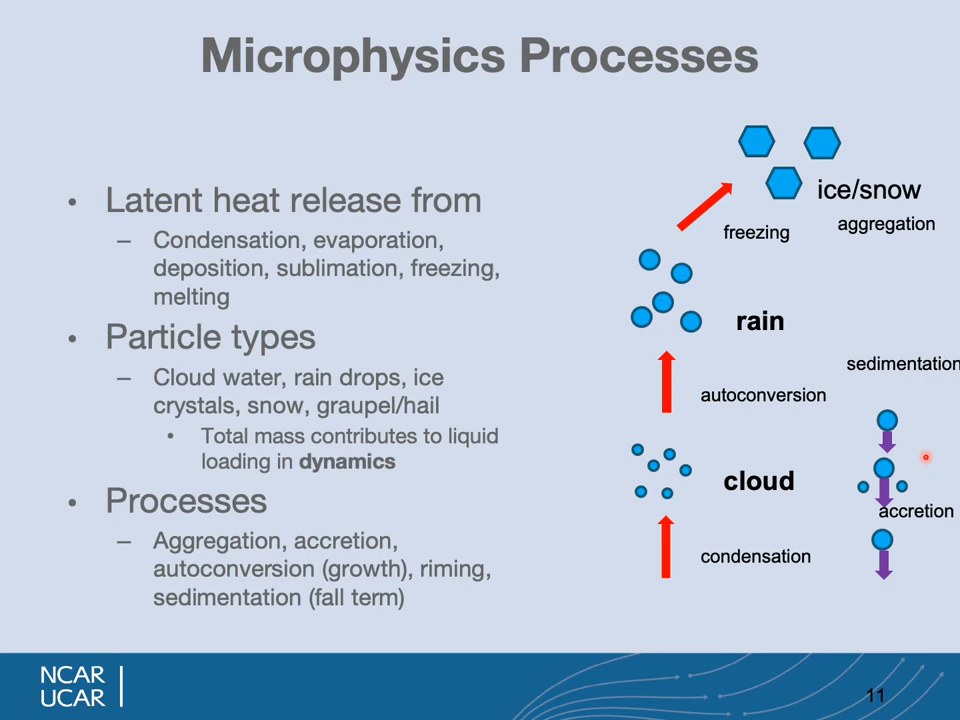 Microphysics Processes
• Latent heat release from
– Condensation, evaporation,
deposition, sublimation, freezing,
melting
• Particle types
– Cloud water, rain drops, ice
crystals, snow, graupel/hail
• Total mass contributes to liquid
loading in dynamics
• Processes
– Aggregation, accretion,
autoconversion (growth), riming,
sedimentation (fall term)
ice/snow
aggregation
freezing
rain
sedimentation
autoconversion
cloud
accretion
condensation
NCAR
UCAR
11